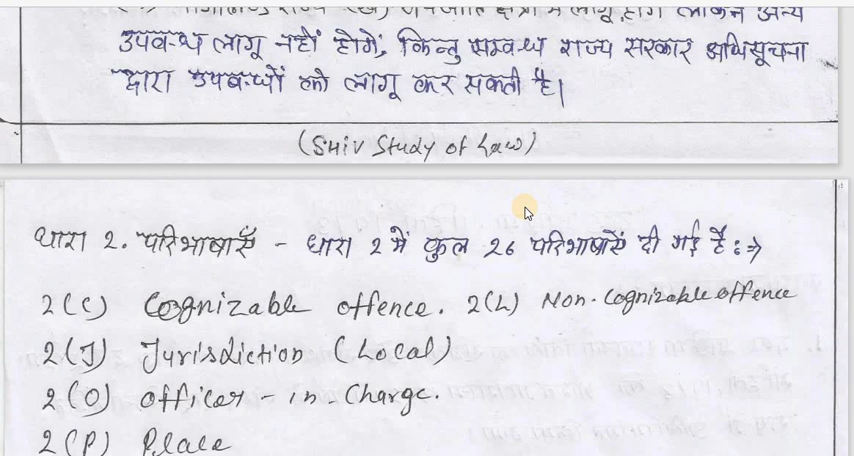 लागू होंगे लेकिन अन्य
उपबन्ध लागू नहीं होगें, किन्तु सम्बन्ध राज्य सरकार अधिसूचना
द्वारा उपबन्धों को लागू कर सकती है।
(SHiv Study of Law)
धारा 2. परिभाषाएँ - धारा 2 में कुल 26 परिभाषाएँ दी गई है :⇒
2(C) Cognizable offence. 2(L) Non-Cognizable offence
2(J) Jurisdiction (Local)
2(O) Officer-in-Charge.
2(P) Place